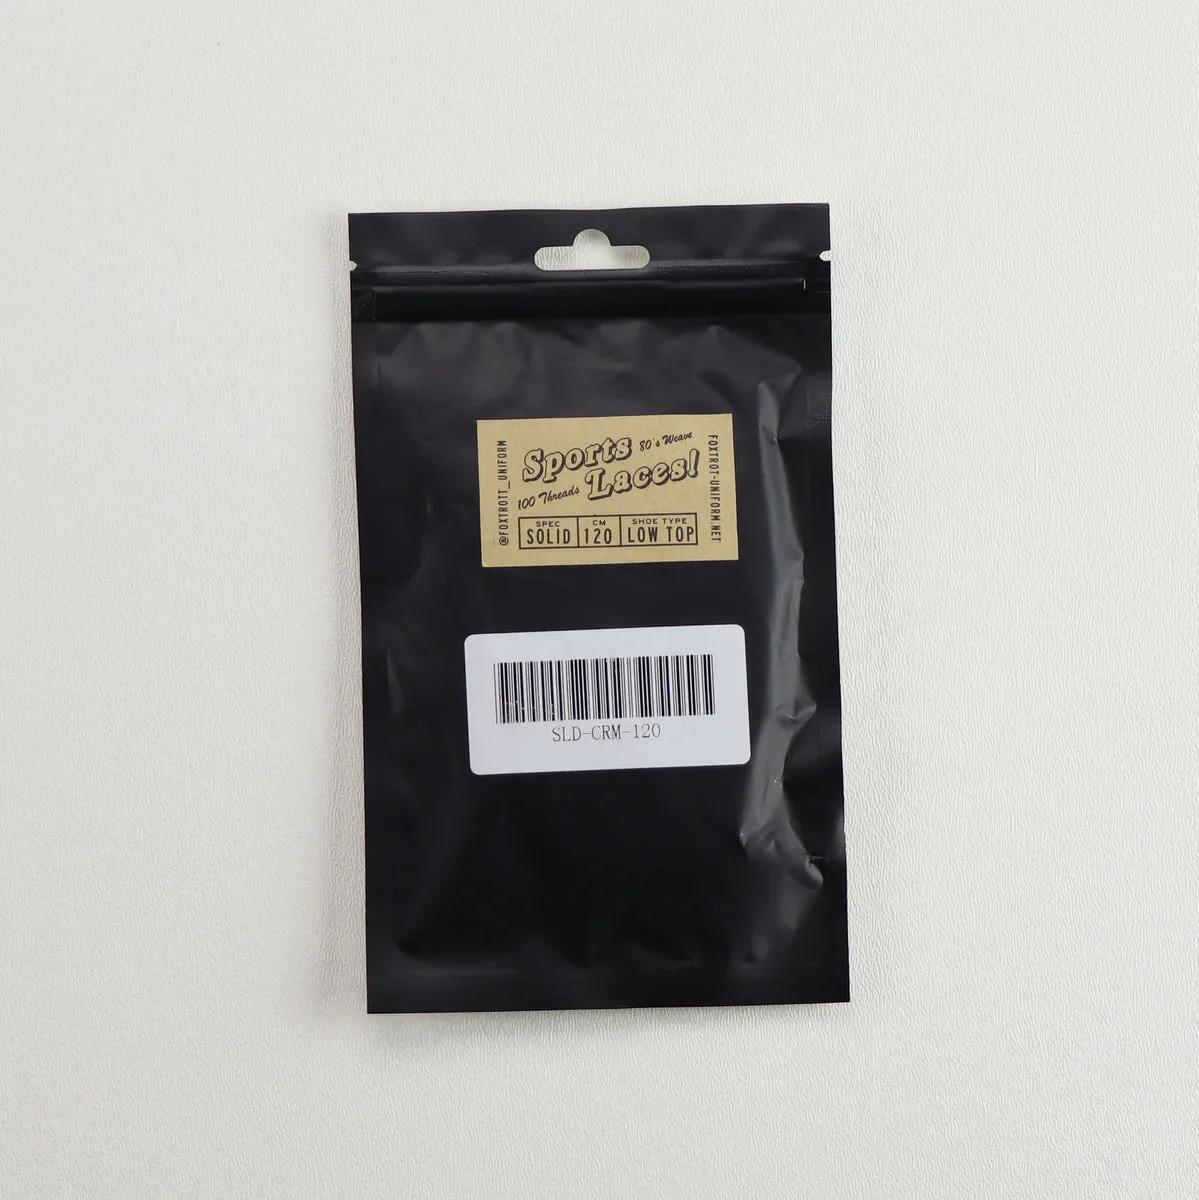 @FOXTROTT_UNIFORM
Sports 80's Weave
100 Threads Laces!
SPEC CM SHOE TYPE
SOLID 120 LOW TOP
FOXTROT-UNIFORM.NET
SLD-CRM-120